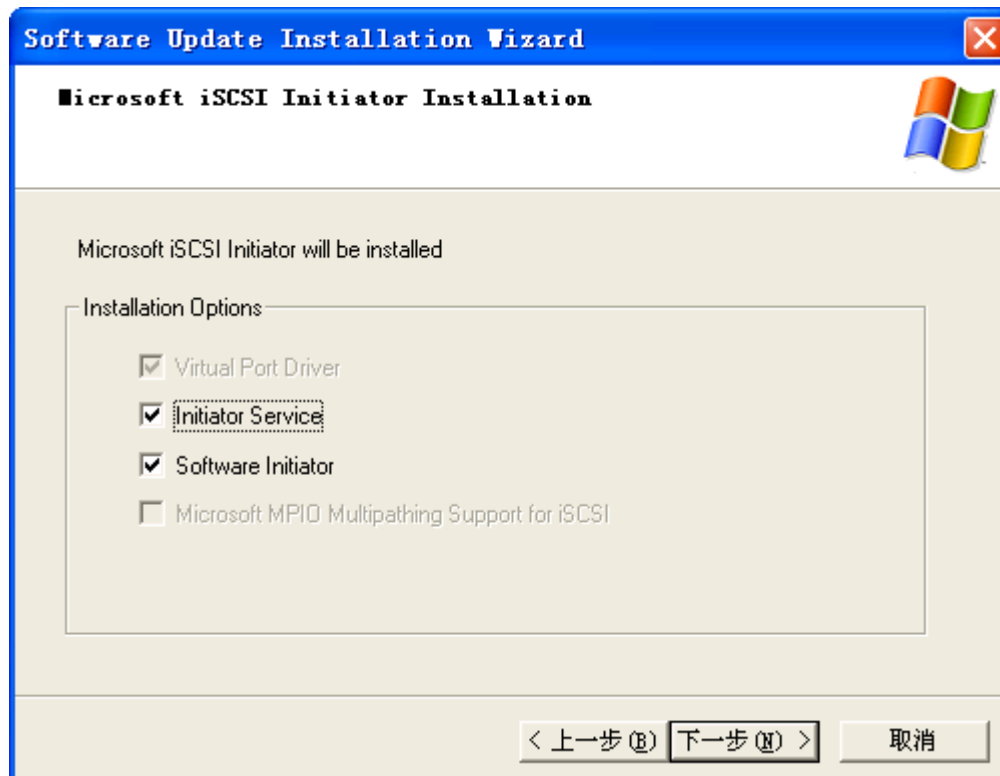 Software Update Installation Wizard
Microsoft iSCSI Initiator Installation
Microsoft iSCSI Initiator will be installed
Installation Options
Virtual Port Driver
Initiator Service
Software Initiator
Microsoft MPIO Multipathing Support for iSCSI
< 上一步(B) 下一步(N) > 取消